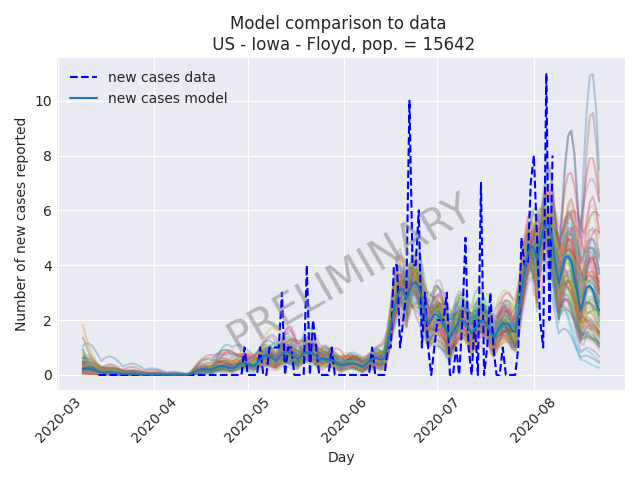 Model comparison to data
US - Iowa - Floyd, pop. = 15642
new cases data
new cases model
Number of new cases reported
10
8
6
4
2
0
PRELIMINARY
2020-03
2020-04
2020-05
2020-06
2020-07
2020-08
Day